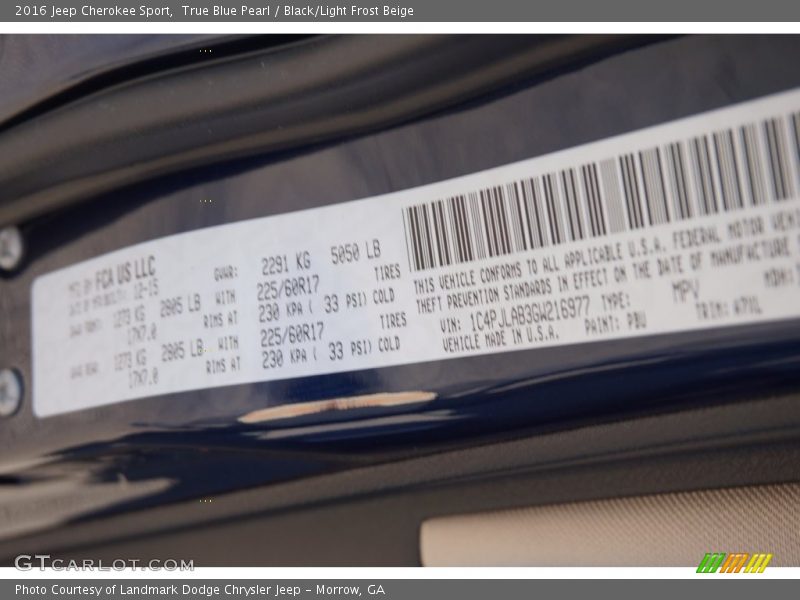 2016 Jeep Cherokee Sport, True Blue Pearl / Black/Light Frost Beige
MFD BY FCA US LLC
12-15
GVWR: 2291 KG 5050 LB
1273 KG 2805 LB WITH 225/60R17 TIRES
17X7.0 RIMS AT 230 KPA ( 33 PSI) COLD
1273 KG 2805 LB WITH 225/60R17 TIRES
17X7.0 RIMS AT 230 KPA ( 33 PSI) COLD
THIS VEHICLE CONFORMS TO ALL APPLICABLE U.S.A. FEDERAL MOTOR
THEFT PREVENTION STANDARDS IN EFFECT ON THE DATE OF MANUFACTURE
VIN: 1C4PJLAB3GW216977 TYPE: MPV
VEHICLE MADE IN U.S.A. PAINT: PBU TRIM:
GTCARLOT.COM
Photo Courtesy of Landmark Dodge Chrysler Jeep – Morrow, GA